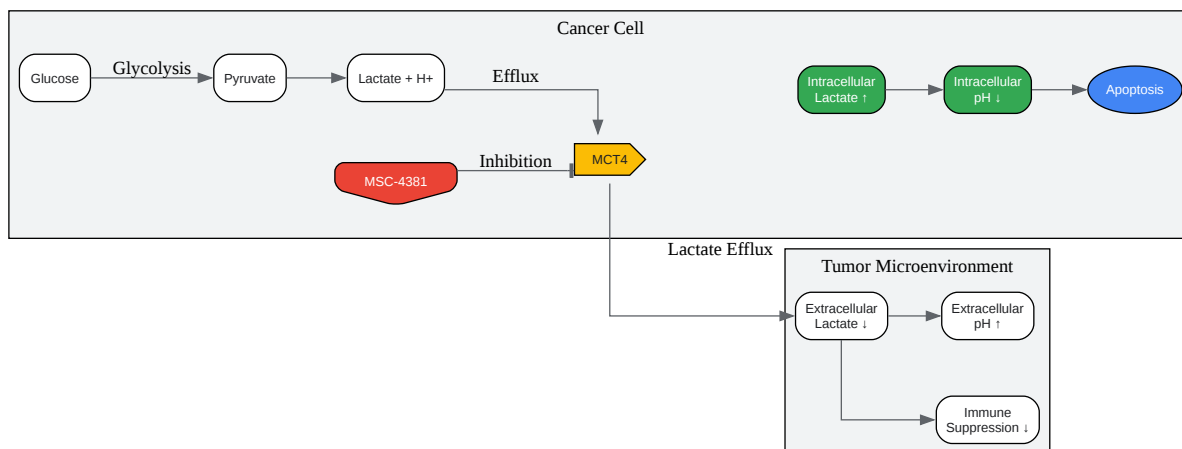 Cancer Cell
Glucose
Glycolysis
Pyruvate
Lactate + H+
Efflux
Intracellular
Lactate ↑
Intracellular
pH ↓
Apoptosis
MSC-4381
Inhibition
MCT4
Lactate Efflux
Tumor Microenvironment
Extracellular
Lactate ↓
Extracellular
pH ↑
Immune
Suppression ↓